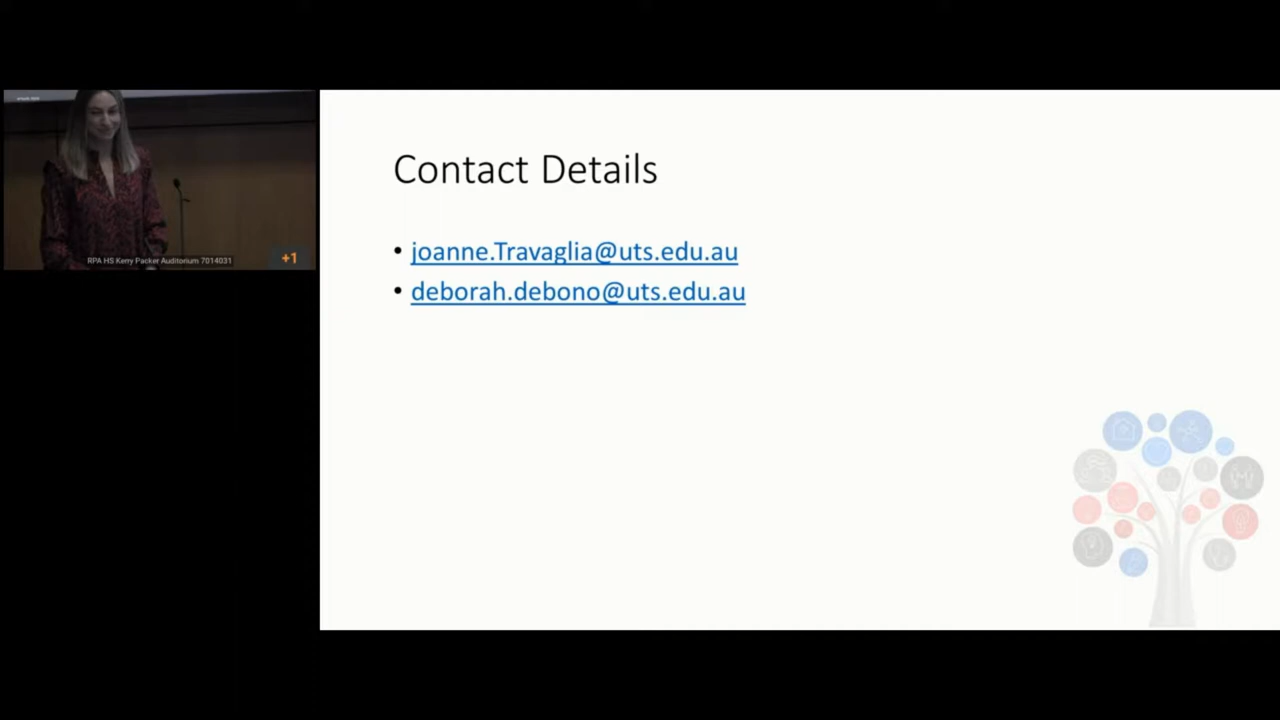 RPA HS Kerry Packer Auditorium 7014031
+1
Contact Details
• joanne.Travaglia@uts.edu.au
• deborah.debono@uts.edu.au